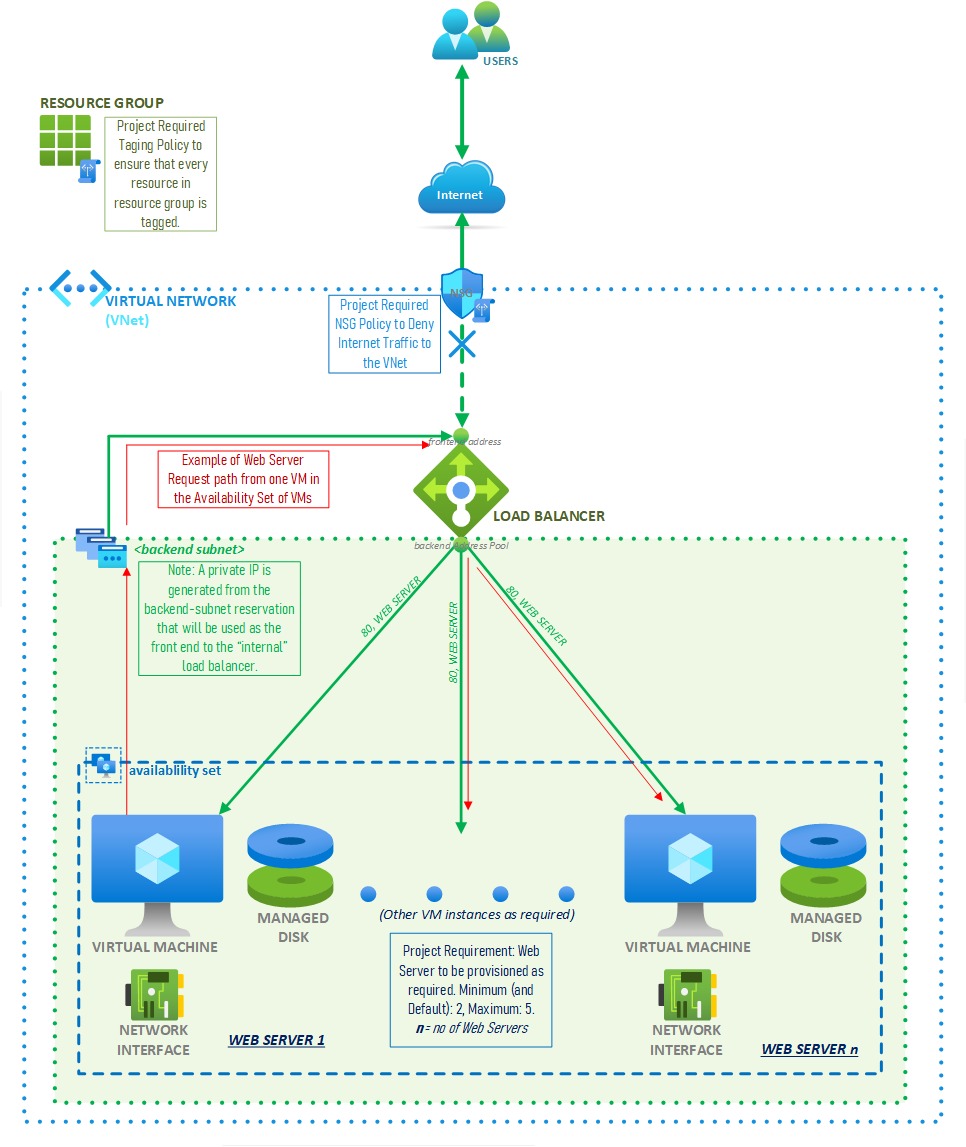 USERS
RESOURCE GROUP
Project Required
Taging Policy to
ensure that every
resource in
resource group is
tagged.
Internet
NSG
VIRTUAL NETWORK
(VNet)
Project Required
NSG Policy to Deny
Internet Traffic to
the VNet
frontend address
Example of Web Server
Request path from one VM in
the Availability Set of VMs
LOAD BALANCER
backend Address Pool
<backend subnet>
Note: A private IP is
generated from the
backend-subnet reservation
that will be used as the
front end to the "internal"
load balancer.
80, WEB SERVER
80, WEB SERVER
80, WEB SERVER
availablility set
MANAGED
DISK
VIRTUAL MACHINE
NETWORK
INTERFACE
WEB SERVER 1
(Other VM instances as required)
Project Requirement: Web
Server to be provisioned as
required. Minimum (and
Default): 2, Maximum: 5.
n = no of Web Servers
MANAGED
DISK
VIRTUAL MACHINE
NETWORK
INTERFACE
WEB SERVER n